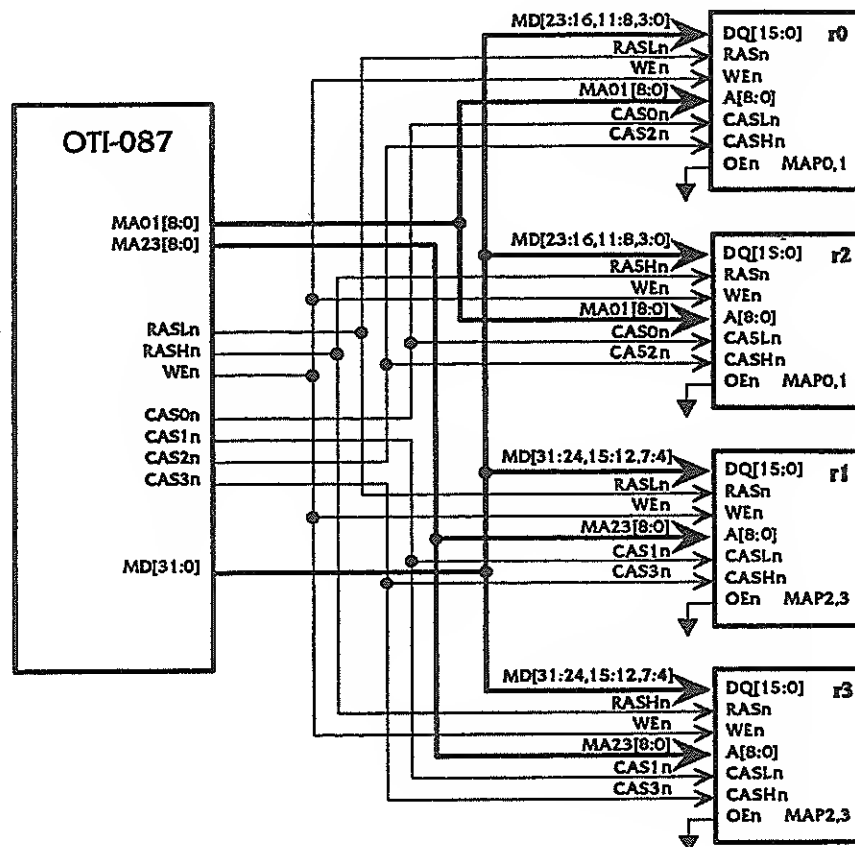 OTI-087
MA01[8:0]
MA23[8:0]
RASLn
RASHn
WEn
CAS0n
CAS1n
CAS2n
CAS3n
MD[31:0]
MD[23:16,11:8,3:0]
RASLn
WEn
MA01[8:0]
CAS0n
CAS2n
DQ[15:0] r0
RASn
WEn
A[8:0]
CASLn
CASHn
OEn MAP0,1
MD[23:16,11:8,3:0]
RASHn
WEn
MA01[8:0]
CAS0n
CAS2n
DQ[15:0] r2
RASn
WEn
A[8:0]
CASLn
CASHn
OEn MAP0,1
MD[31:24,15:12,7:4]
RASLn
WEn
MA23[8:0]
CAS1n
CAS3n
DQ[15:0] r1
RASn
WEn
A[8:0]
CASLn
CASHn
OEn MAP2,3
MD[31:24,15:12,7:4]
RASHn
WEn
MA23[8:0]
CAS1n
CAS3n
DQ[15:0] r3
RASn
WEn
A[8:0]
CASLn
CASHn
OEn MAP2,3